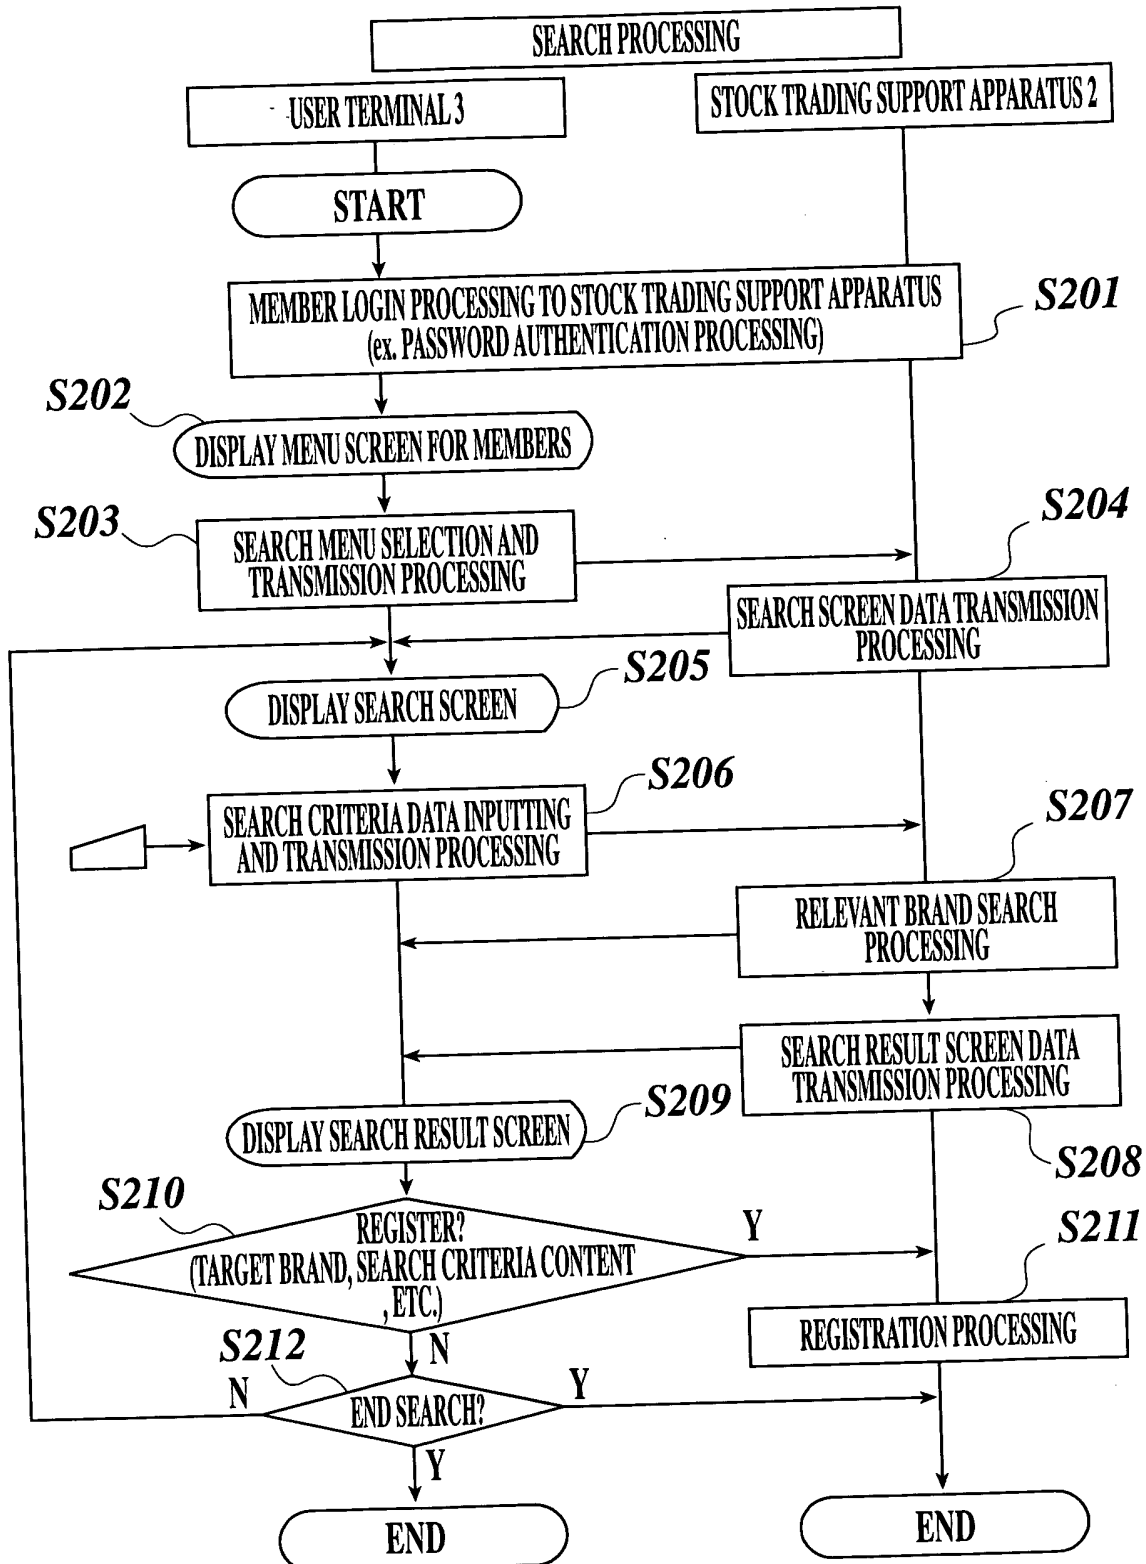 SEARCH PROCESSING
USER TERMINAL 3
STOCK TRADING SUPPORT APPARATUS 2
START
MEMBER LOGIN PROCESSING TO STOCK TRADING SUPPORT APPARATUS
(ex. PASSWORD AUTHENTICATION PROCESSING)
S201
S202
DISPLAY MENU SCREEN FOR MEMBERS
S203
SEARCH MENU SELECTION AND
TRANSMISSION PROCESSING
S204
SEARCH SCREEN DATA TRANSMISSION
PROCESSING
S205
DISPLAY SEARCH SCREEN
S206
SEARCH CRITERIA DATA INPUTTING
AND TRANSMISSION PROCESSING
S207
RELEVANT BRAND SEARCH
PROCESSING
SEARCH RESULT SCREEN DATA
TRANSMISSION PROCESSING
S208
S209
DISPLAY SEARCH RESULT SCREEN
S210
REGISTER?
(TARGET BRAND, SEARCH CRITERIA CONTENT
, ETC.)
Y
N
S211
REGISTRATION PROCESSING
S212
END SEARCH?
N
Y
Y
END
END